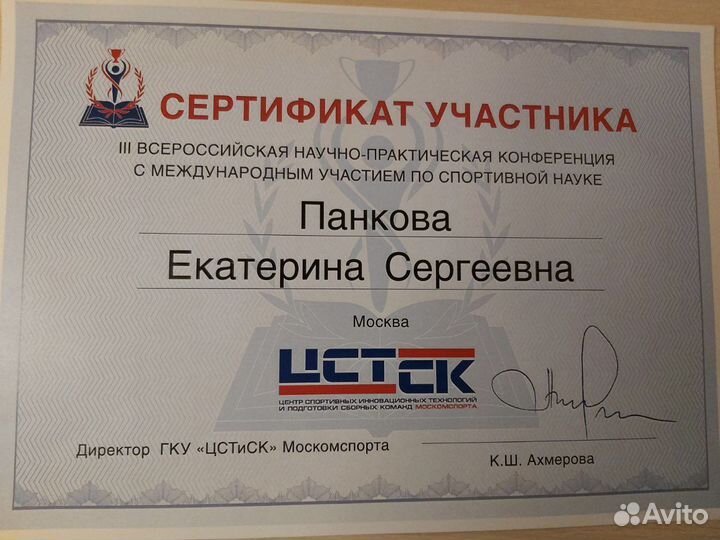 СЕРТИФИКАТ УЧАСТНИКА
III ВСЕРОССИЙСКАЯ НАУЧНО-ПРАКТИЧЕСКАЯ КОНФЕРЕНЦИЯ
С МЕЖДУНАРОДНЫМ УЧАСТИЕМ ПО СПОРТИВНОЙ НАУКЕ
Панкова
Екатерина Сергеевна
Москва
ЦСТиСК
ЦЕНТР СПОРТИВНЫХ ИННОВАЦИОННЫХ ТЕХНОЛОГИЙ
И ПОДГОТОВКИ СБОРНЫХ КОМАНД МОСКОМСПОРТА
Директор ГКУ «ЦСТиСК» Москомспорта
К.Ш. Ахмерова
Avito